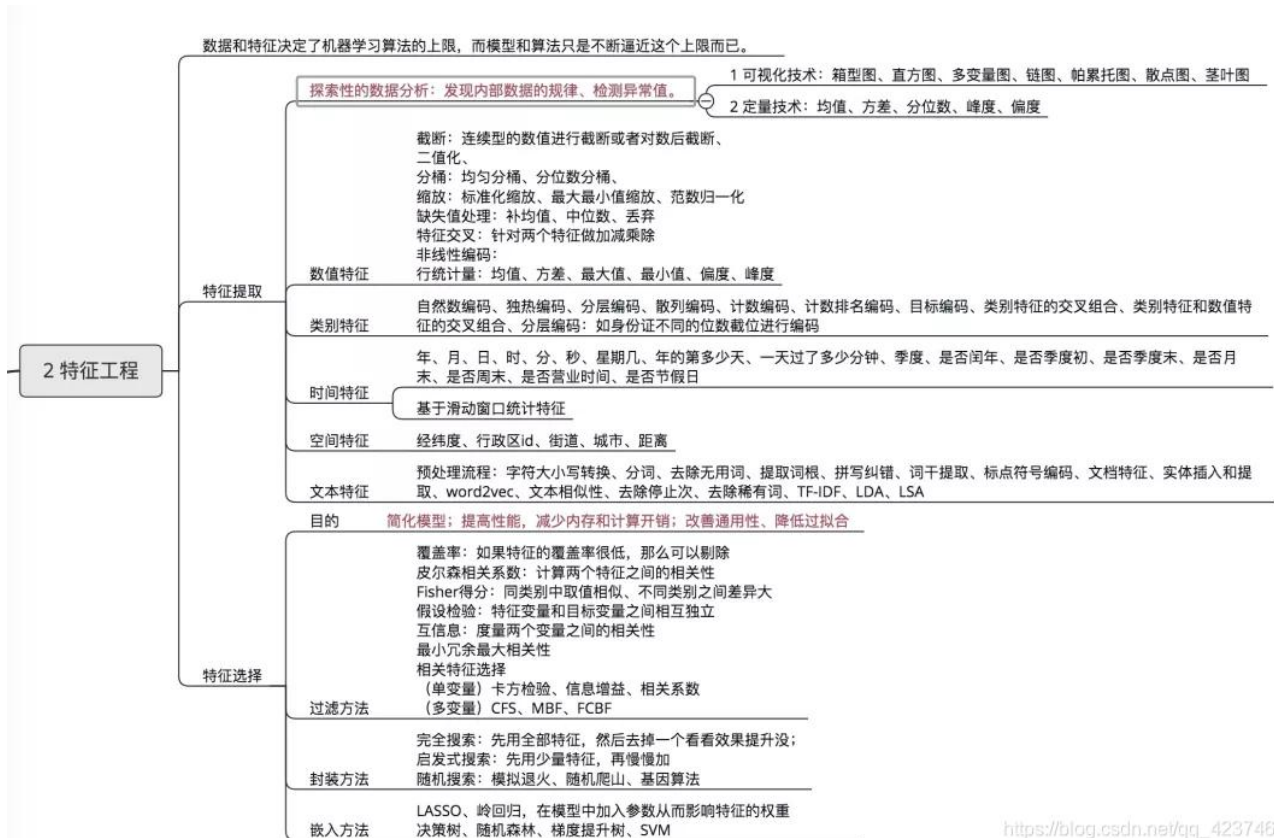 数据和特征决定了机器学习算法的上限，而模型和算法只是不断逼近这个上限而已。
探索性的数据分析：发现内部数据的规律、检测异常值。
1 可视化技术：箱型图、直方图、多变量图、链图、帕累托图、散点图、茎叶图
2 定量技术：均值、方差、分位数、峰度、偏度
截断：连续型的数值进行截断或者对数后截断、
二值化、
分桶：均匀分桶、分位数分桶、
缩放：标准化缩放、最大最小值缩放、范数归一化
缺失值处理：补均值、中位数、丢弃
特征交叉：针对两个特征做加减乘除
非线性编码：
行统计量：均值、方差、最大值、最小值、偏度、峰度
数值特征
特征提取
自然数编码、独热编码、分层编码、散列编码、计数编码、计数排名编码、目标编码、类别特征的交叉组合、类别特征和数值特
征的交叉组合、分层编码：如身份证不同的位数截位进行编码
类别特征
年、月、日、时、分、秒、星期几、年的第多少天、一天过了多少分钟、季度、是否闰年、是否季度初、是否季度末、是否月
末、是否周末、是否营业时间、是否节假日
2 特征工程
时间特征
基于滑动窗口统计特征
空间特征
经纬度、行政区id、街道、城市、距离
预处理流程：字符大小写转换、分词、去除无用词、提取词根、拼写纠错、词干提取、标点符号编码、文档特征、实体插入和提
取、word2vec、文本相似性、去除停止次、去除稀有词、TF-IDF、LDA、LSA
文本特征
目的
简化模型；提高性能，减少内存和计算开销；改善通用性、降低过拟合
覆盖率：如果特征的覆盖率很低，那么可以剔除
皮尔森相关系数：计算两个特征之间的相关性
Fisher得分：同类别中取值相似、不同类别之间差异大
假设检验：特征变量和目标变量之间相互独立
互信息：度量两个变量之间的相关性
最小冗余最大相关性
相关特征选择
（单变量）卡方检验、信息增益、相关系数
（多变量）CFS、MBF、FCBF
特征选择
过滤方法
完全搜索：先用全部特征，然后去掉一个看看效果提升没；
启发式搜索：先用少量特征，再慢慢加
随机搜索：模拟退火、随机爬山、基因算法
封装方法
LASSO、岭回归，在模型中加入参数从而影响特征的权重
决策树、随机森林、梯度提升树、SVM
嵌入方法
https://blog.csdn.net/qq_423746